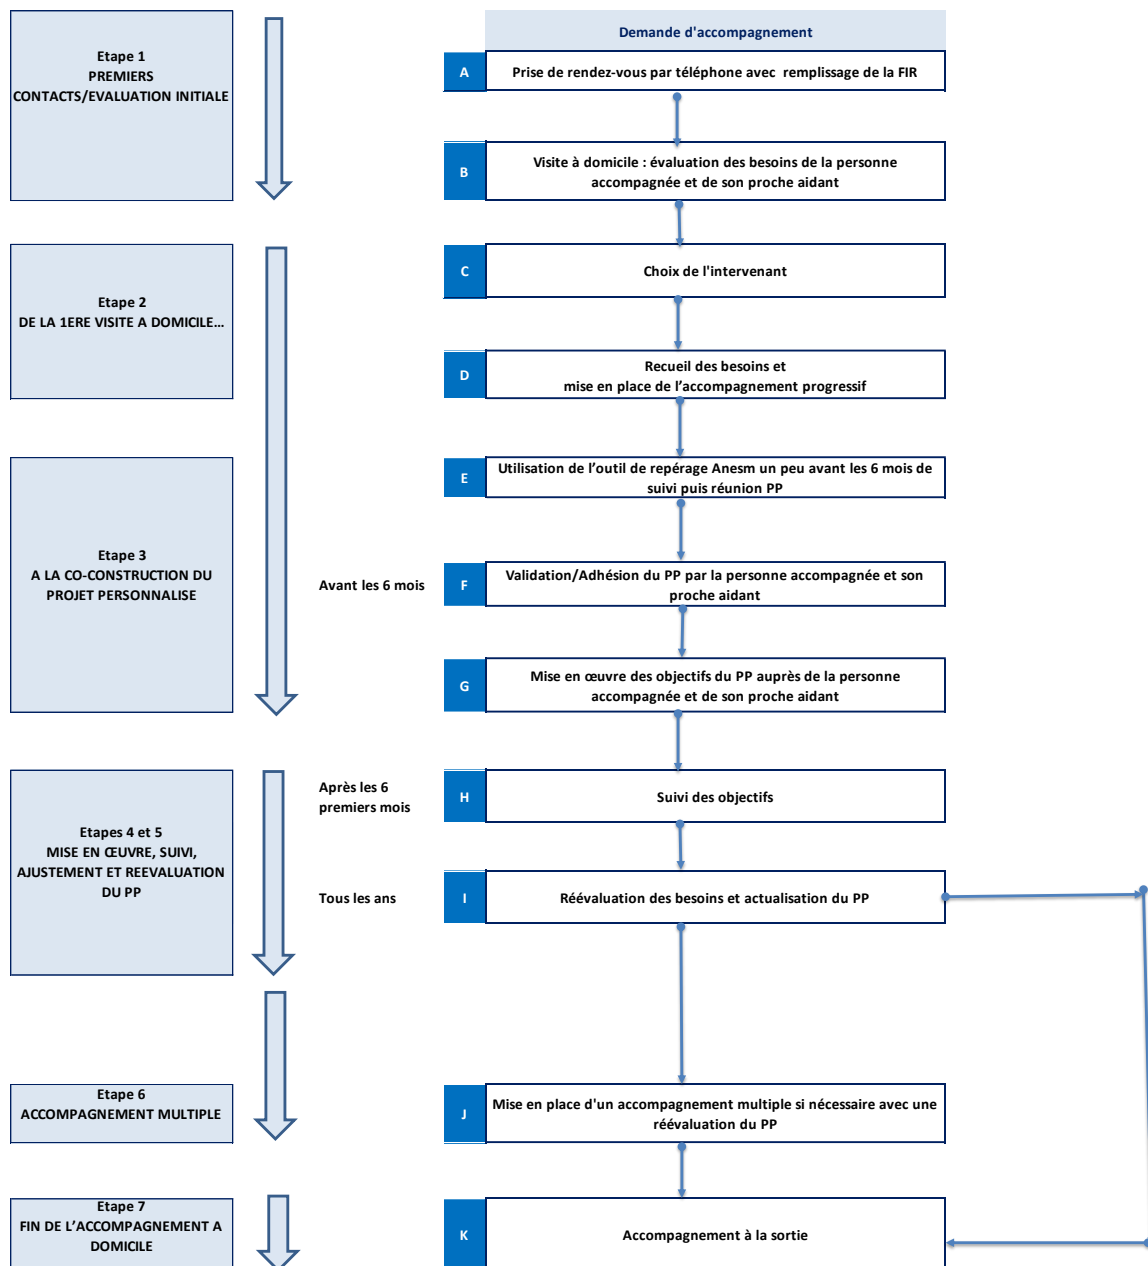 Demande d'accompagnement
Etape 1
PREMIERS
CONTACTS/EVALUATION INITIALE
A
Prise de rendez-vous par téléphone avec remplissage de la FIR
B
Visite à domicile : évaluation des besoins de la personne
accompagnée et de son proche aidant
Etape 2
DE LA 1ERE VISITE A DOMICILE...
C
Choix de l'intervenant
D
Recueil des besoins et
mise en place de l'accompagnement progressif
Etape 3
A LA CO-CONSTRUCTION DU
PROJET PERSONNALISE
E
Utilisation de l'outil de repérage Anesm un peu avant les 6 mois de
suivi puis réunion PP
Avant les 6 mois
F
Validation/Adhésion du PP par la personne accompagnée et son
proche aidant
G
Mise en œuvre des objectifs du PP auprès de la personne
accompagnée et de son proche aidant
Etapes 4 et 5
MISE EN ŒUVRE, SUIVI,
AJUSTEMENT ET REEVALUATION
DU PP
Après les 6
premiers mois
H
Suivi des objectifs
Tous les ans
I
Réévaluation des besoins et actualisation du PP
Etape 6
ACCOMPAGNEMENT MULTIPLE
J
Mise en place d'un accompagnement multiple si nécessaire avec une
réévaluation du PP
Etape 7
FIN DE L'ACCOMPAGNEMENT A
DOMICILE
K
Accompagnement à la sortie